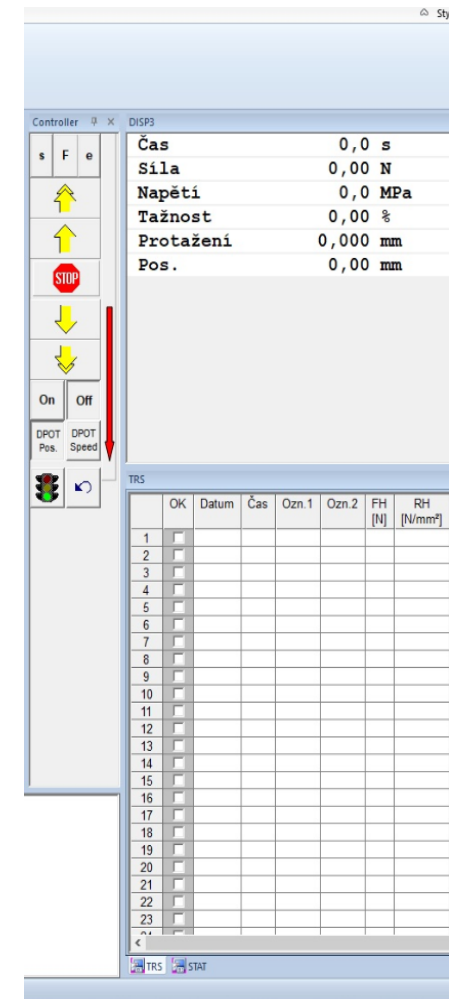 Sty
Controller
s F e
STOP
On Off
DPOT Pos. DPOT Speed
DISP3
Čas 0,0 s
Síla 0,00 N
Napětí 0,0 MPa
Tažnost 0,00 %
Protažení 0,000 mm
Pos. 0,00 mm
TRS
OK Datum Čas Ozn.1 Ozn.2 FH [N] RH [N/mm²]
1
2
3
4
5
6
7
8
9
10
11
12
13
14
15
16
17
18
19
20
21
22
23
TRS STAT